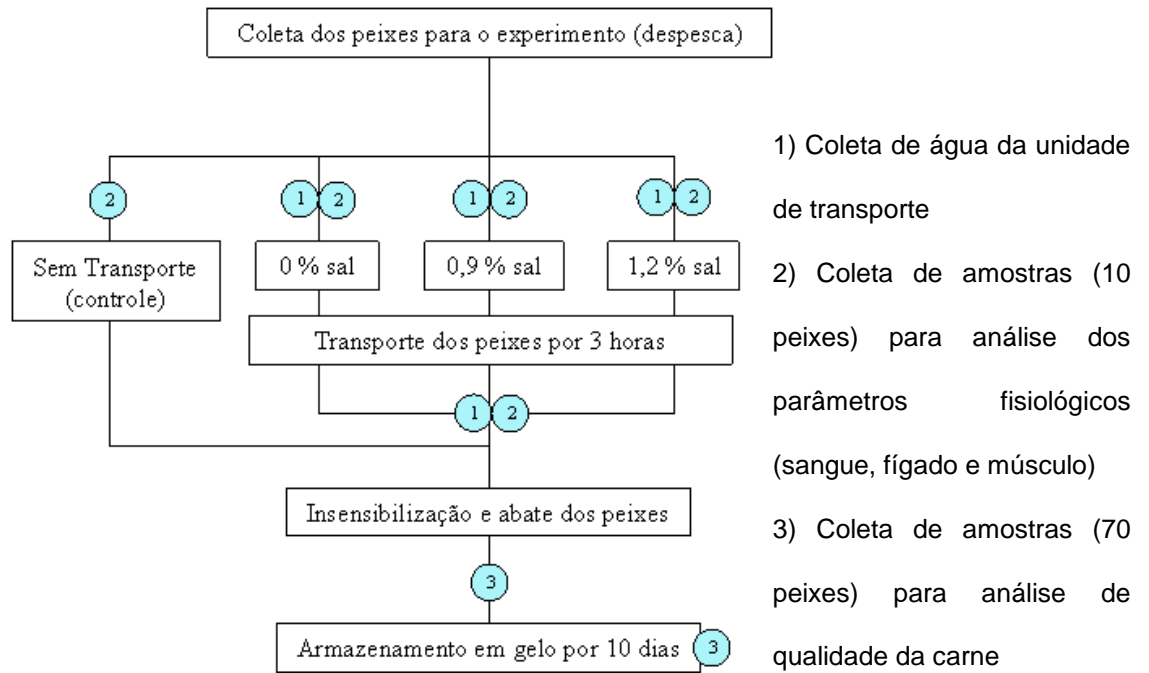 Coleta dos peixes para o experimento (despesca)
2
1 2
1 2
1 2
Sem Transporte
(controle)
0 % sal
0,9 % sal
1,2 % sal
Transporte dos peixes por 3 horas
1 2
Insensibilização e abate dos peixes
3
Armazenamento em gelo por 10 dias
3
1) Coleta de água da unidade
de transporte
2) Coleta de amostras (10
peixes) para análise dos
parâmetros fisiológicos
(sangue, fígado e músculo)
3) Coleta de amostras (70
peixes) para análise de
qualidade da carne